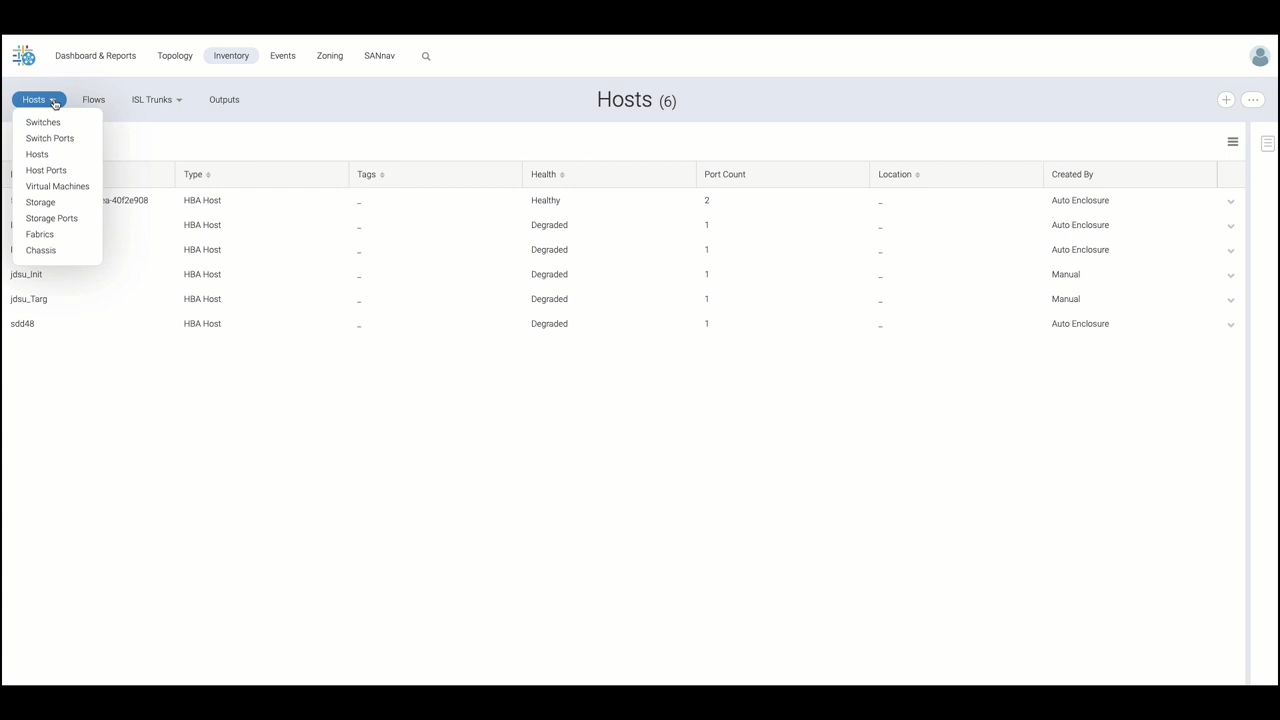 Dashboard & Reports Topology Inventory Events Zoning SANnav
Hosts Flows ISL Trunks Outputs Hosts (6)
Switches
Switch Ports
Hosts
Host Ports
Virtual Machines
Storage
Storage Ports
Fabrics
Chassis
Type Tags Health Port Count Location Created By
ea-40f2e908 HBA Host _ Healthy 2 _ Auto Enclosure
HBA Host _ Degraded 1 _ Auto Enclosure
HBA Host _ Degraded 1 _ Auto Enclosure
jdsu_Init HBA Host _ Degraded 1 _ Manual
jdsu_Targ HBA Host _ Degraded 1 _ Manual
sdd48 HBA Host _ Degraded 1 _ Auto Enclosure